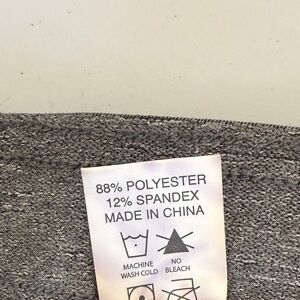 88% POLYESTER
12% SPANDEX
MADE IN CHINA
MACHINE WASH COLD
NO BLEACH